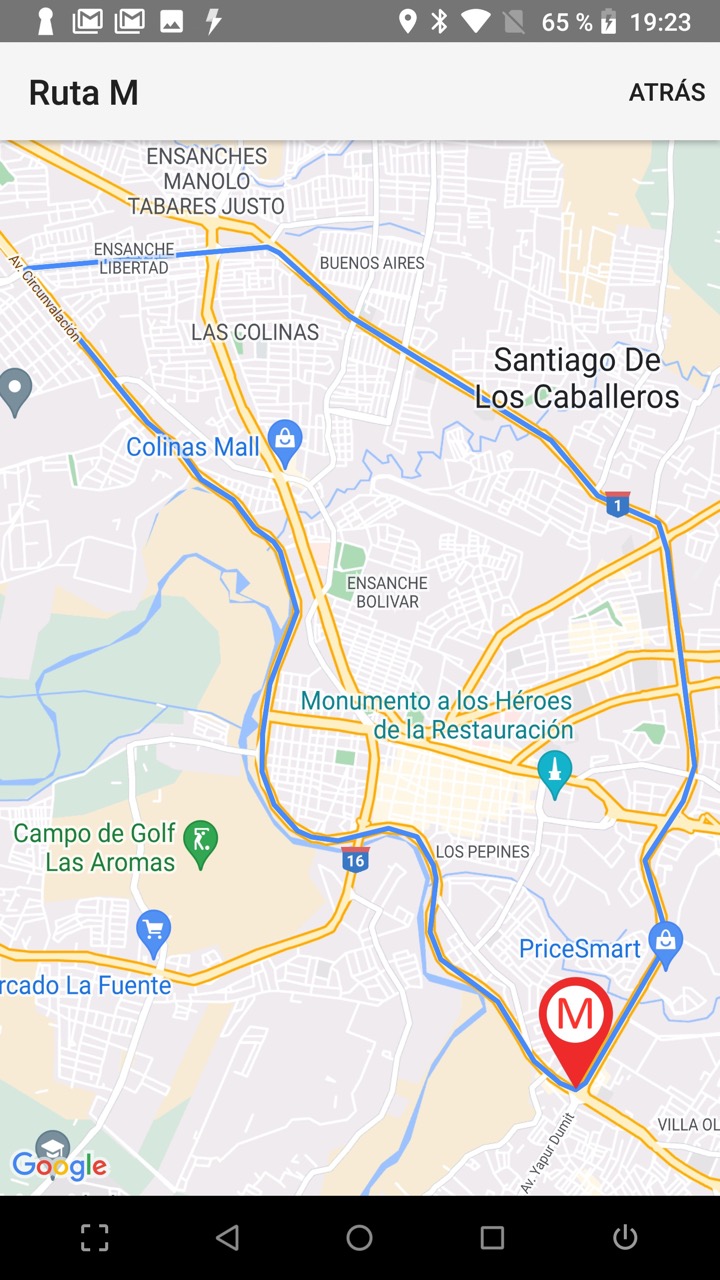 65 % 19:23
Ruta M
ATRÁS
ENSANCHES
MANOLO
TABARES JUSTO
ENSANCHE
LIBERTAD
BUENOS AIRES
Av. Circunvalación
LAS COLINAS
Santiago De
Los Caballeros
Colinas Mall
1
ENSANCHE
BOLIVAR
Monumento a los Héroes
de la Restauración
Campo de Golf
Las Aromas
16
LOS PEPINES
PriceSmart
rcado La Fuente
M
VILLA OL
Av. Yapur Dumit
Google